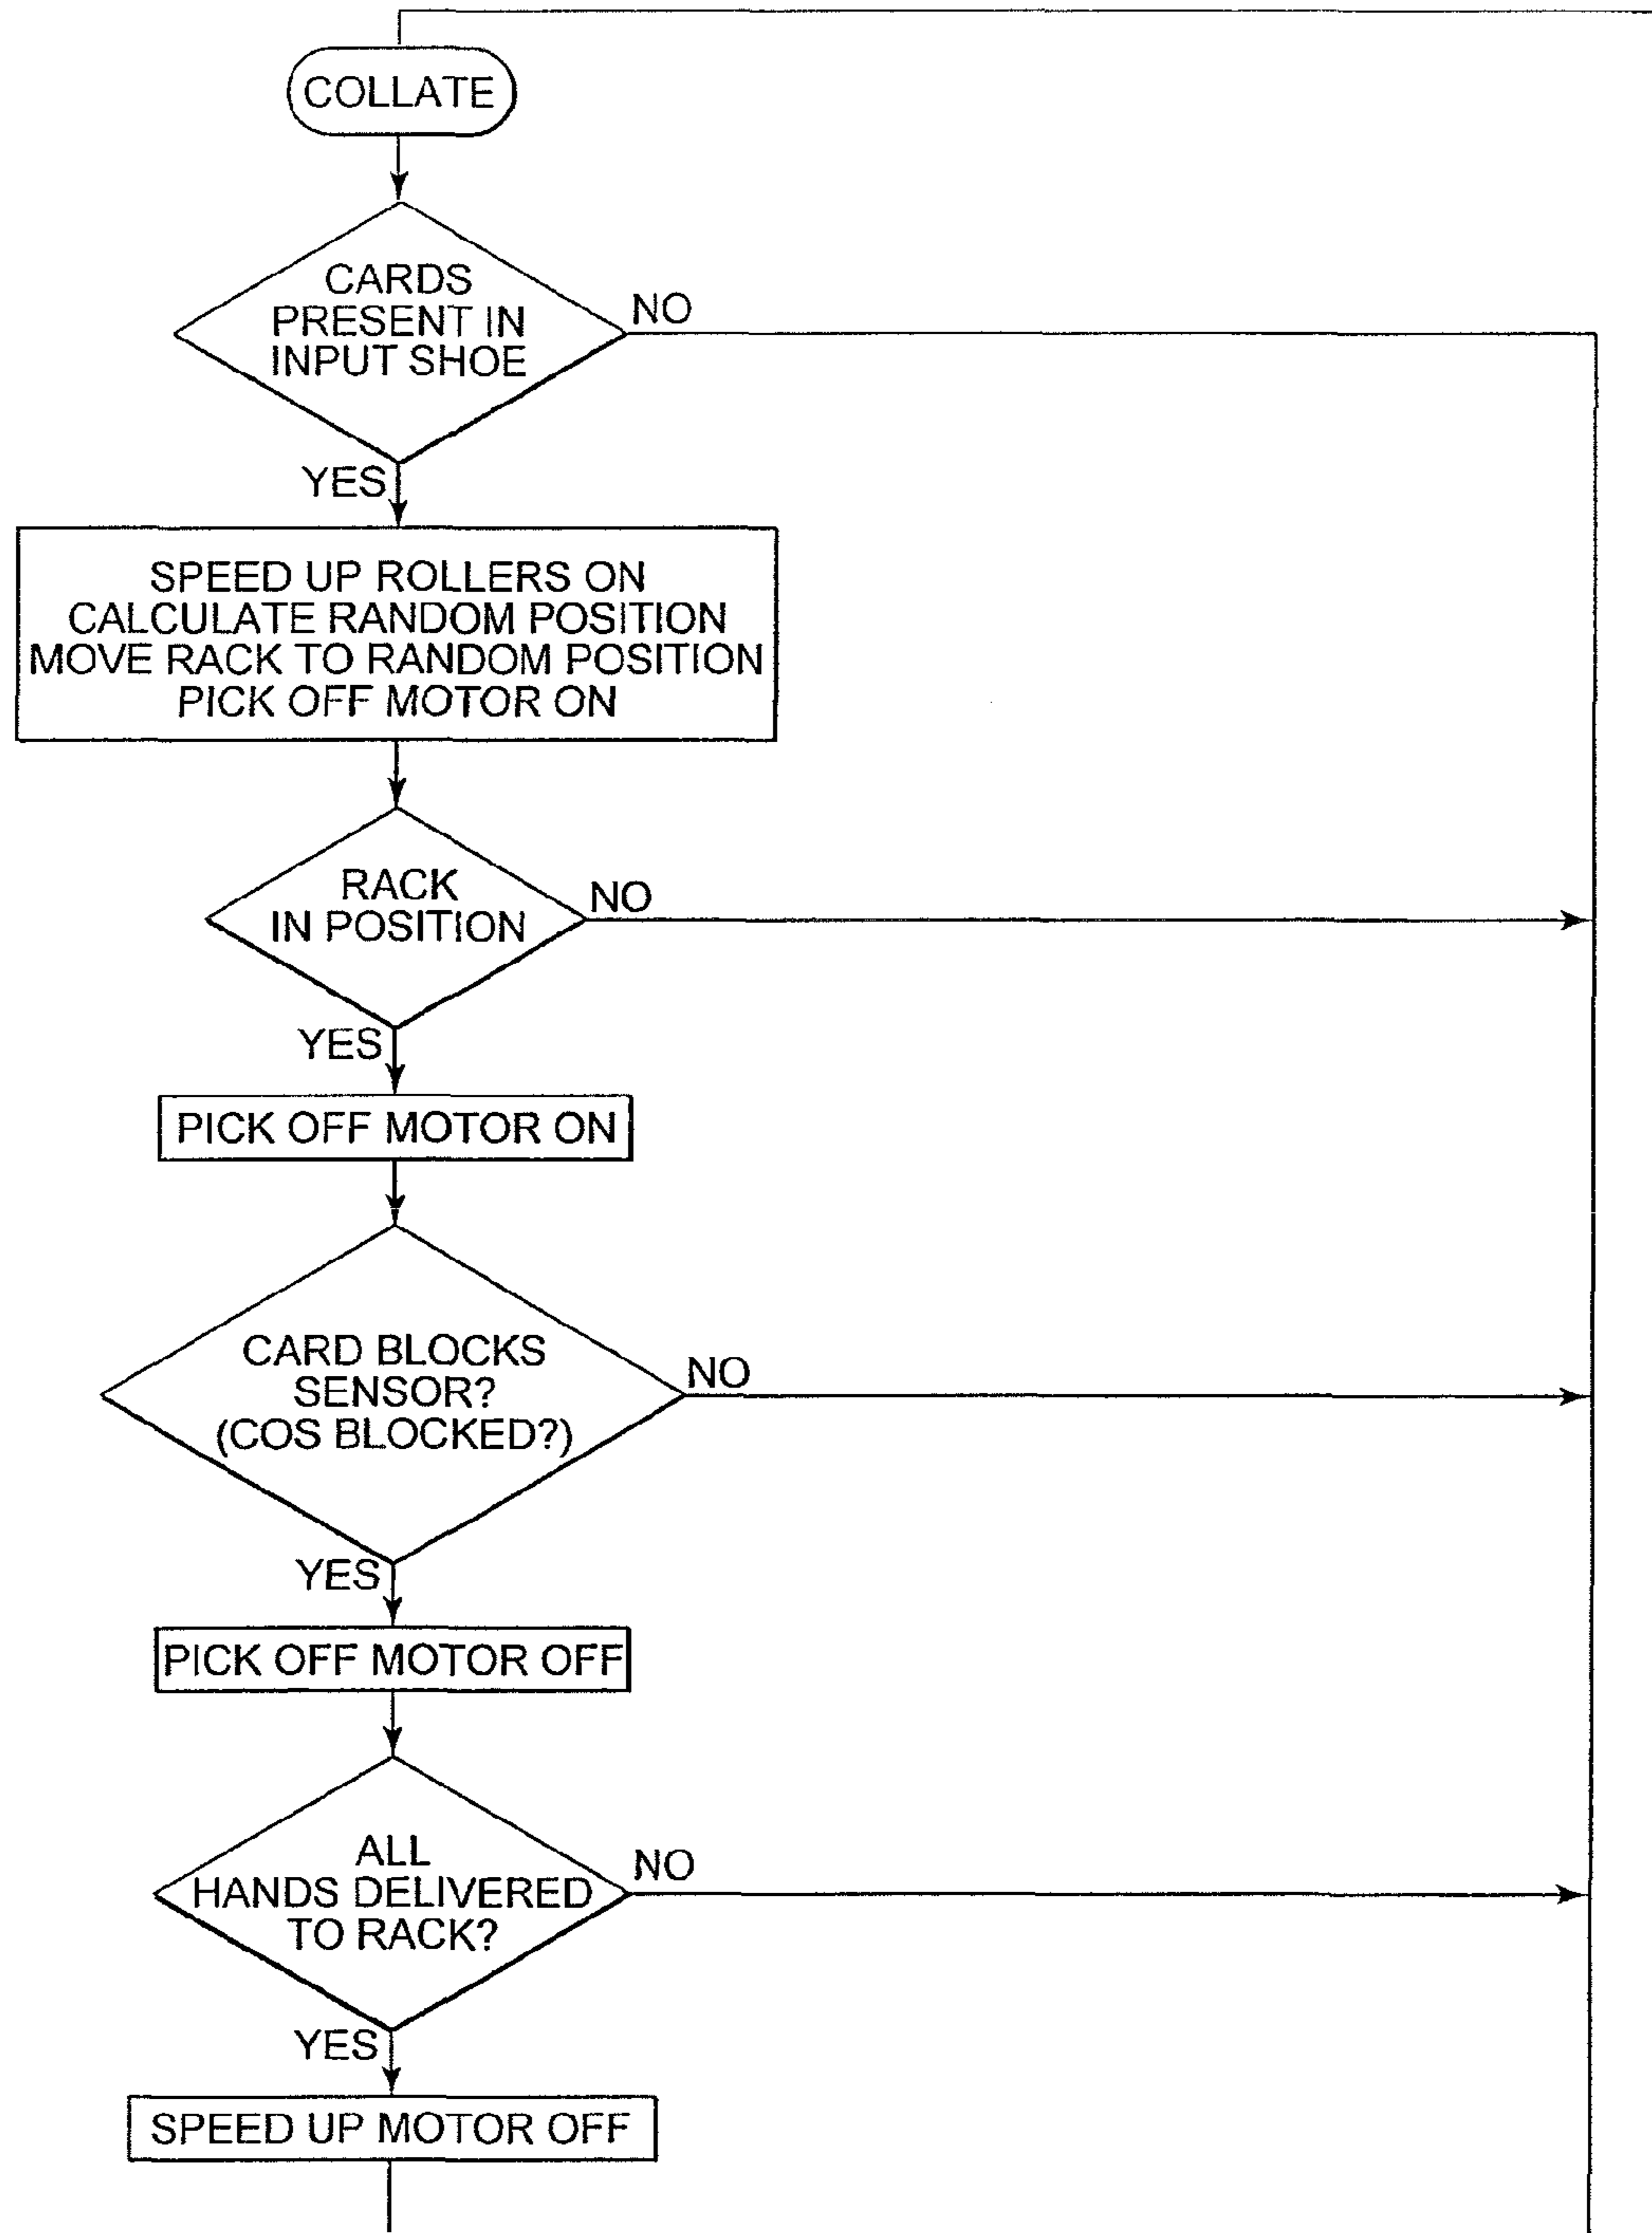 COLLATE
CARDS
PRESENT IN
INPUT SHOE
NO
YES
SPEED UP ROLLERS ON
CALCULATE RANDOM POSITION
MOVE RACK TO RANDOM POSITION
PICK OFF MOTOR ON
RACK
IN POSITION
NO
YES
PICK OFF MOTOR ON
CARD BLOCKS
SENSOR?
(COS BLOCKED?)
NO
YES
PICK OFF MOTOR OFF
ALL
HANDS DELIVERED
TO RACK?
NO
YES
SPEED UP MOTOR OFF